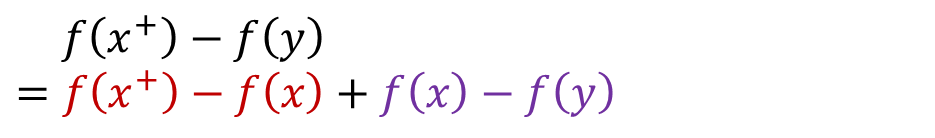 f(x⁺) − f(y)
= f(x⁺) − f(x) + f(x) − f(y)